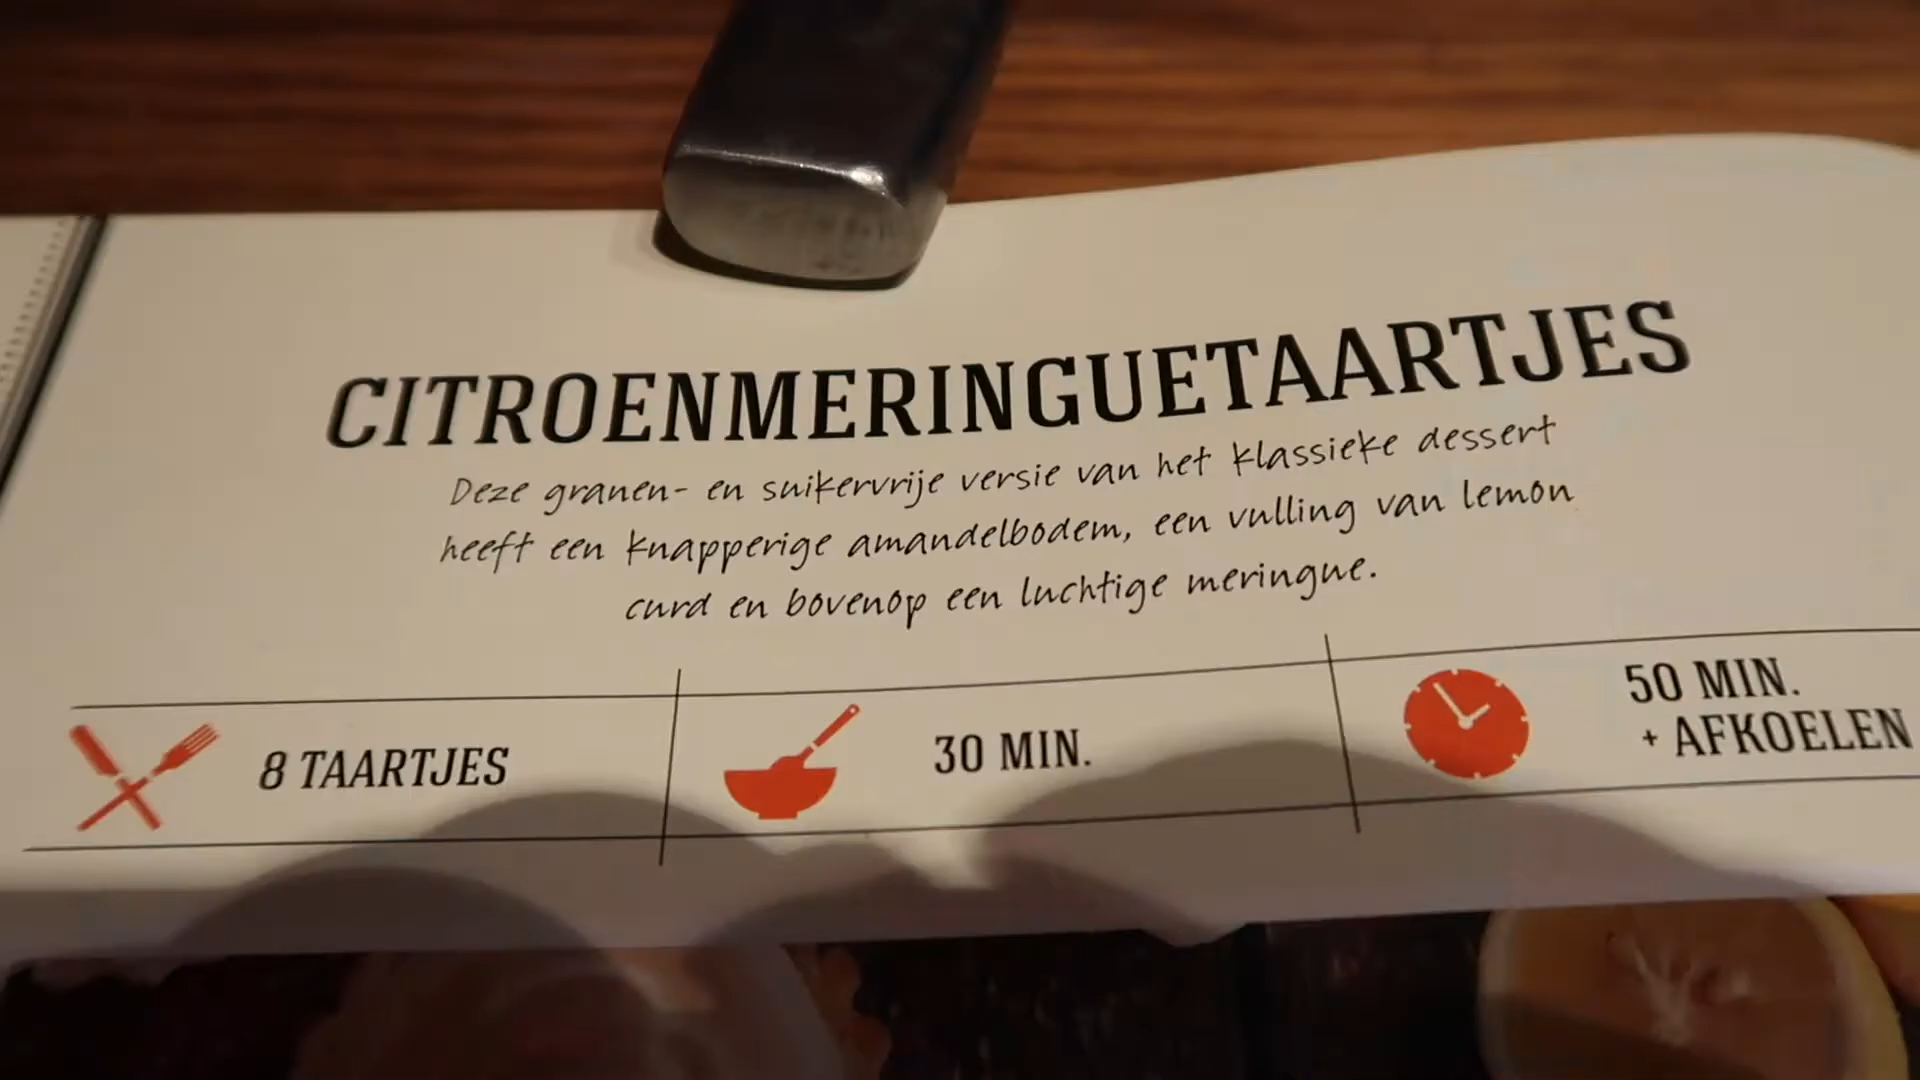 CITROENMERINGUETAARTJES
Deze granen- en suikervrije versie van het klassieke dessert
heeft een knapperige amandelbodem, een vulling van lemon
curd en bovenop een luchtige meringue.
8 TAARTJES
30 MIN.
50 MIN.
+ AFKOELEN